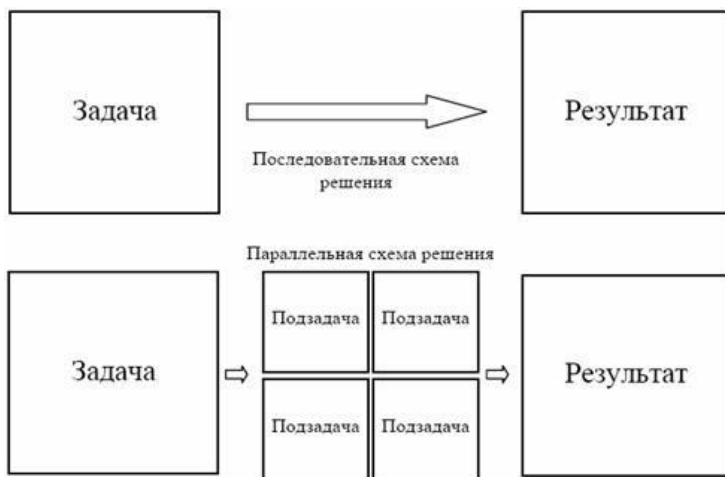 Задача
Последовательная схема
решения
Результат
Параллельная схема решения
Задача
Подзадача Подзадача
Подзадача Подзадача
Результат